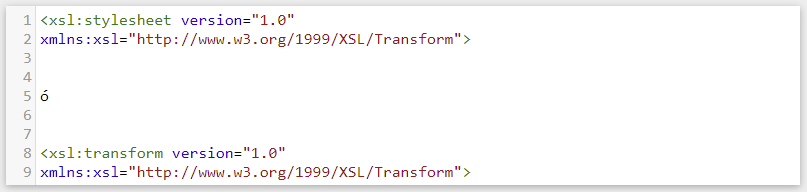 1 <xsl:stylesheet version="1.0"
2 xmlns:xsl="http://www.w3.org/1999/XSL/Transform">
3
4
5 ó
6
7
8 <xsl:transform version="1.0"
9 xmlns:xsl="http://www.w3.org/1999/XSL/Transform">